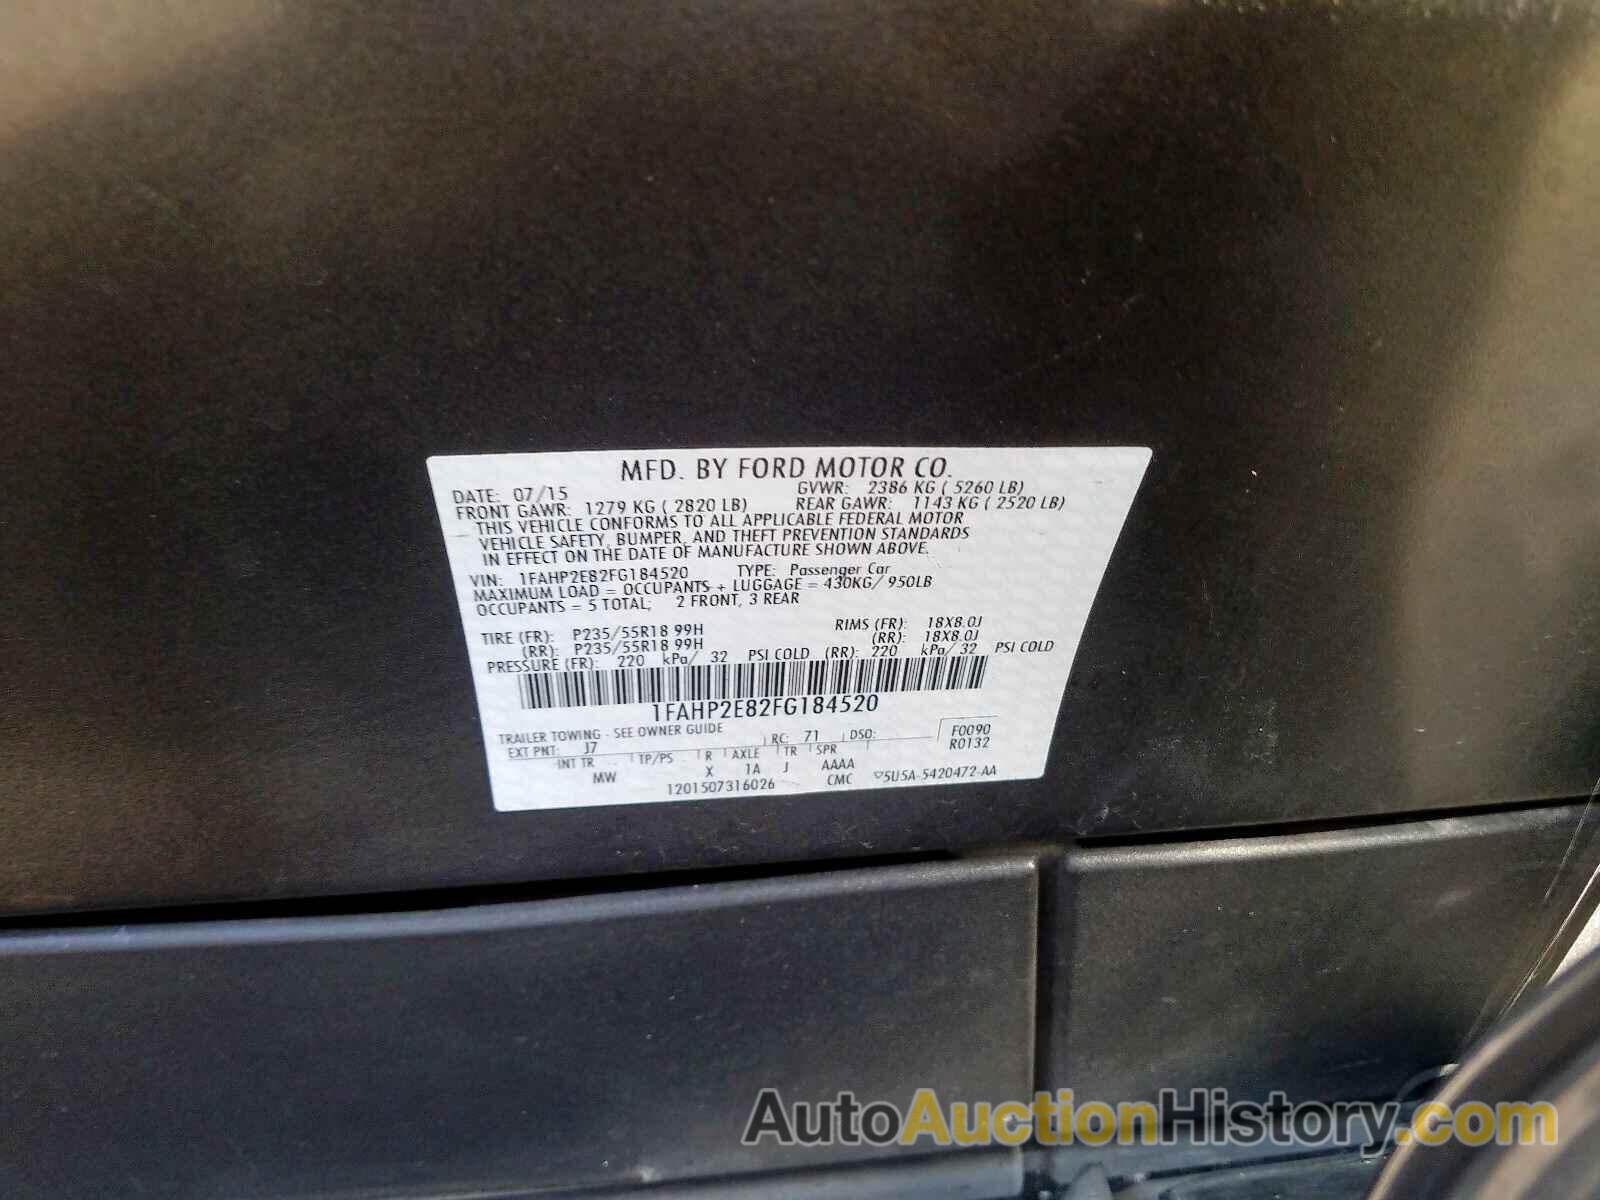 MFD. BY FORD MOTOR CO.
DATE: 07/15 GVWR: 2386 KG ( 5260 LB)
FRONT GAWR: 1279 KG ( 2820 LB) REAR GAWR: 1143 KG ( 2520 LB)
THIS VEHICLE CONFORMS TO ALL APPLICABLE FEDERAL MOTOR
VEHICLE SAFETY, BUMPER, AND THEFT PREVENTION STANDARDS
IN EFFECT ON THE DATE OF MANUFACTURE SHOWN ABOVE.
VIN: 1FAHP2E82FG184520 TYPE: Passenger Car
MAXIMUM LOAD = OCCUPANTS + LUGGAGE = 430KG/ 950LB
OCCUPANTS = 5 TOTAL; 2 FRONT, 3 REAR
TIRE (FR): P235/55R18 99H RIMS (FR): 18X8.0J
(RR): P235/55R18 99H (RR): 18X8.0J
PRESSURE (FR): 220 kPa/ 32 PSI COLD (RR): 220 kPa/ 32 PSI COLD
1FAHP2E82FG184520
TRAILER TOWING - SEE OWNER GUIDE
EXT PNT: J7 RC: 71 DSO: F0090
R0132
INT TR TP/PS R AXLE TR SPR
MW X 1A J AAAA
1201507316026 CMC 5U5A-5420472-AA
AutoAuctionHistory.com